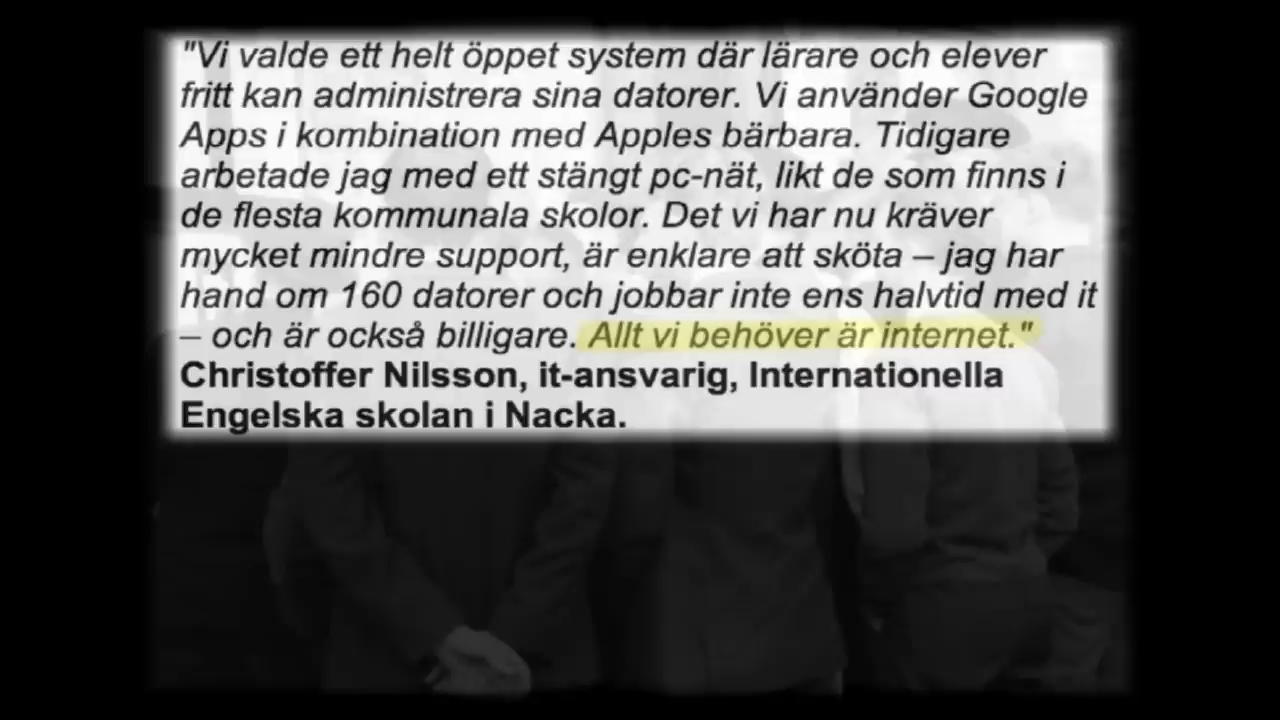 "Vi valde ett helt öppet system där lärare och elever
fritt kan administrera sina datorer. Vi använder Google
Apps i kombination med Apples bärbara. Tidigare
arbetade jag med ett stängt pc-nät, likt de som finns i
de flesta kommunala skolor. Det vi har nu kräver
mycket mindre support, är enklare att sköta – jag har
hand om 160 datorer och jobbar inte ens halvtid med it
– och är också billigare. Allt vi behöver är internet."
Christoffer Nilsson, it-ansvarig, Internationella
Engelska skolan i Nacka.